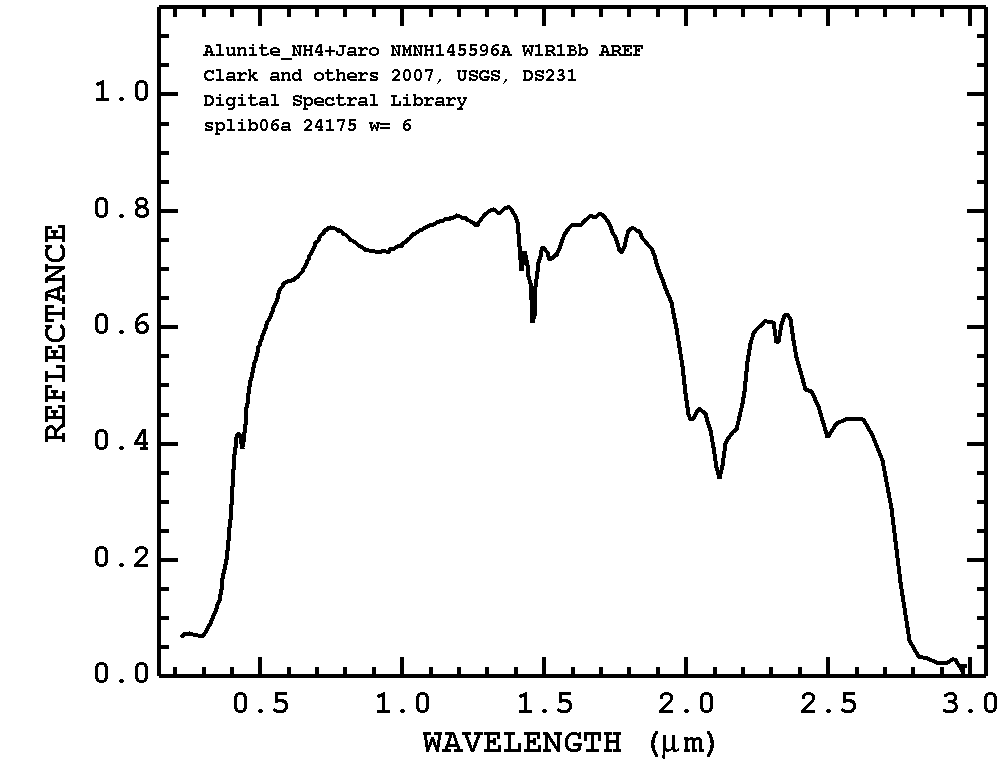 Alunite_NH4+Jaro NMNH145596A W1R1Bb AREF
Clark and others 2007, USGS, DS231
Digital Spectral Library
splib06a 24175 w= 6
REFLECTANCE
1.0
0.8
0.6
0.4
0.2
0.0
0.5 1.0 1.5 2.0 2.5 3.0
WAVELENGTH (μm)